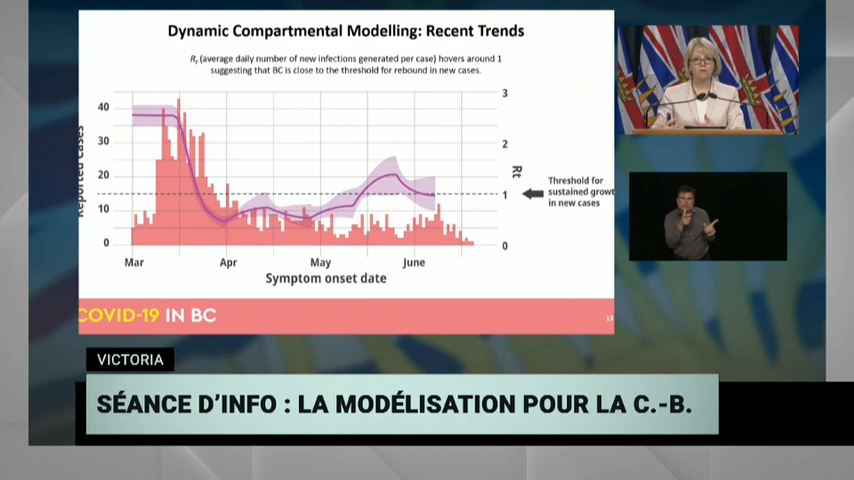 Dynamic Compartmental Modelling: Recent Trends
Rt (average daily number of new infections generated per case) hovers around 1
suggesting that BC is close to the threshold for rebound in new cases.
40
30
20
10
0
Reported Cases
3
2
1
0
Rt
Threshold for
sustained growt
in new cases
Mar Apr May June
Symptom onset date
COVID-19 IN BC
13
VICTORIA
SÉANCE D'INFO : LA MODÉLISATION POUR LA C.-B.